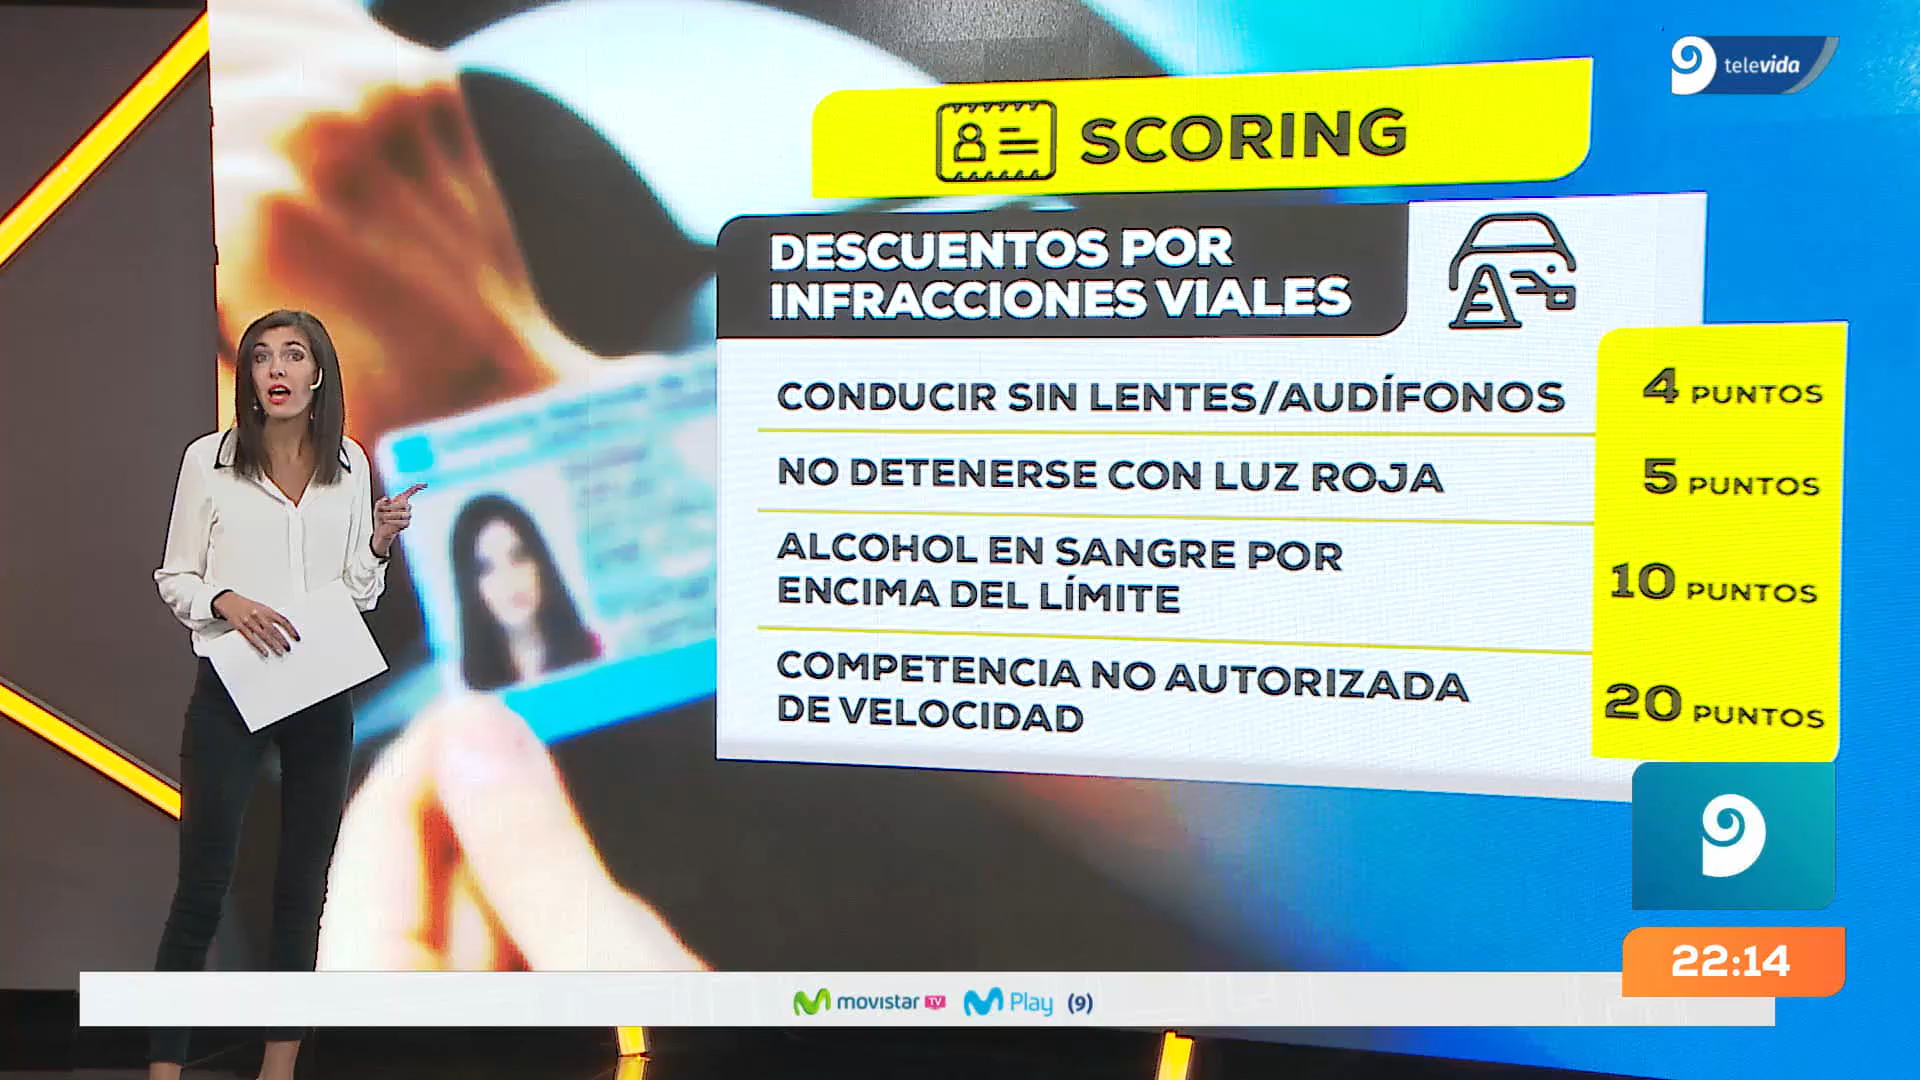 9 televida
SCORING
DESCUENTOS POR
INFRACCIONES VIALES
CONDUCIR SIN LENTES/AUDÍFONOS
4 PUNTOS
NO DETENERSE CON LUZ ROJA
5 PUNTOS
ALCOHOL EN SANGRE POR
ENCIMA DEL LÍMITE
10 PUNTOS
COMPETENCIA NO AUTORIZADA
DE VELOCIDAD
20 PUNTOS
9
22:14
movistar TV Play (9)